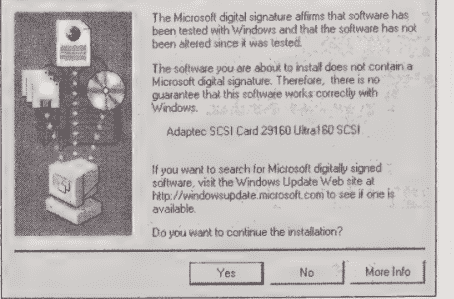 The Microsoft digital signature affirms that software has
been tested with Windows and that the software has not
been altered since it was tested.
The software you are about to install does not contain a
Microsoft digital signature. Therefore, there is no
guarantee that this software works correctly with
Windows.
Adaptec SCSI Card 29160 Ultra160 SCSI
If you want to search for Microsoft digitally signed
software, visit the Windows Update Web site at
http://windowsupdate.microsoft.com to see if one is
available.
Do you want to continue the installation?
Yes No More Info